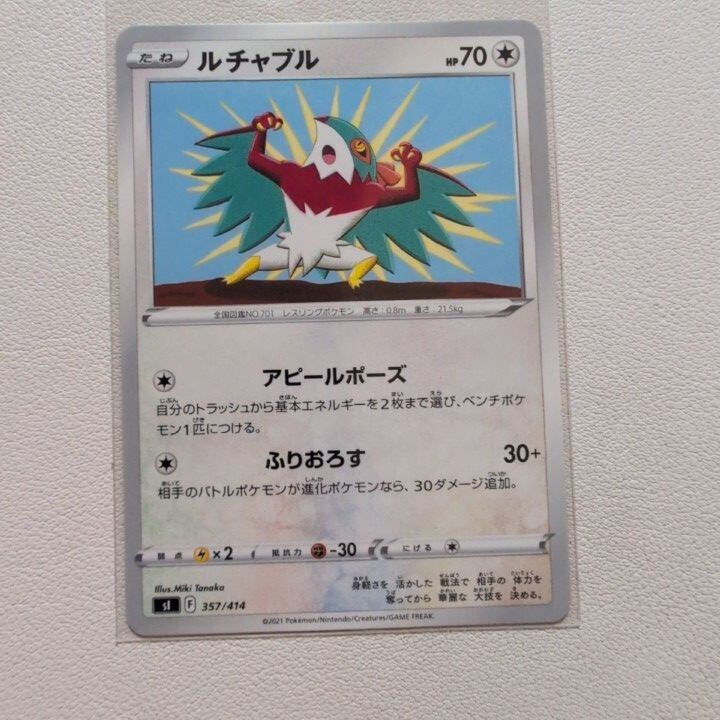 たね ルチャブル HP70
全国図鑑NO.701 レスリングポケモン 高さ:0.8m 重さ:21.5kg
アピールポーズ
自分のトラッシュから基本エネルギーを2枚まで選び、ベンチポケ
モン1匹につける。
ふりおろす 30+
相手のバトルポケモンが進化ポケモンなら、30ダメージ追加。
弱点 ×2 抵抗力 -30 にげる
Illus.Miki Tanaka
身軽さを 活かした 戦法で 相手の 体力を
奪ってから 華麗な 大技を 決める。
sI F 357/414
©2021 Pokémon/Nintendo/Creatures/GAME FREAK.